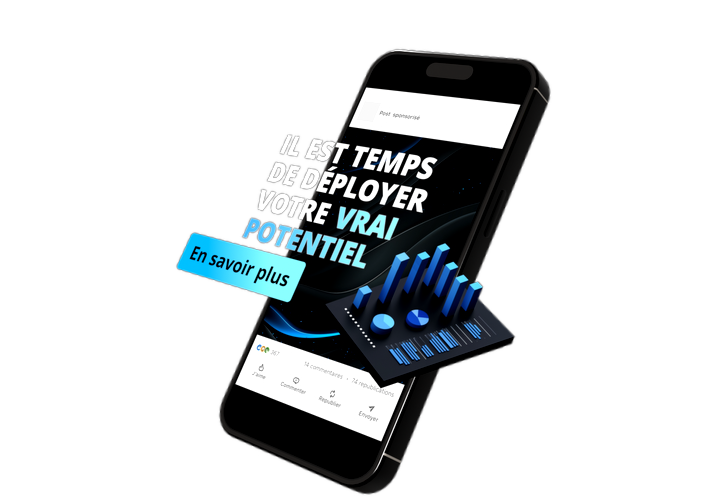 Post sponsorisé
IL EST TEMPS
DE DÉPLOYER
VOTRE VRAI
POTENTIEL
En savoir plus
367
14 commentaires • 74 republications
J'aime
Commenter
Republier
Envoyer